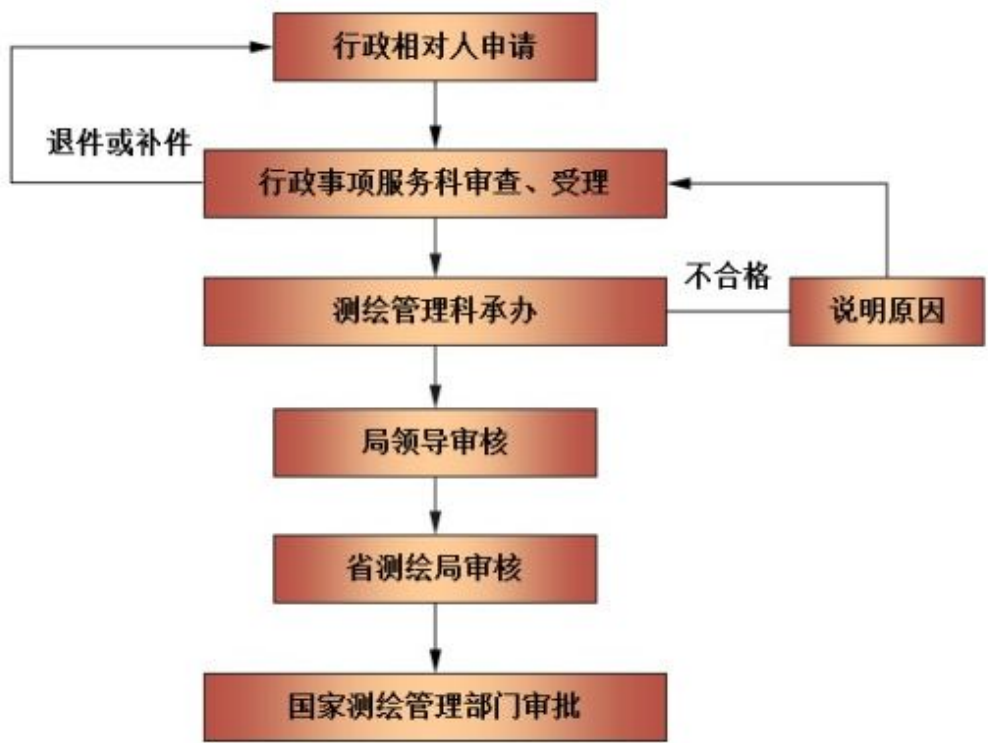 行政相对人申请
退件或补件
行政事项服务科审查、受理
不合格
测绘管理科承办
说明原因
局领导审核
省测绘局审核
国家测绘管理部门审批